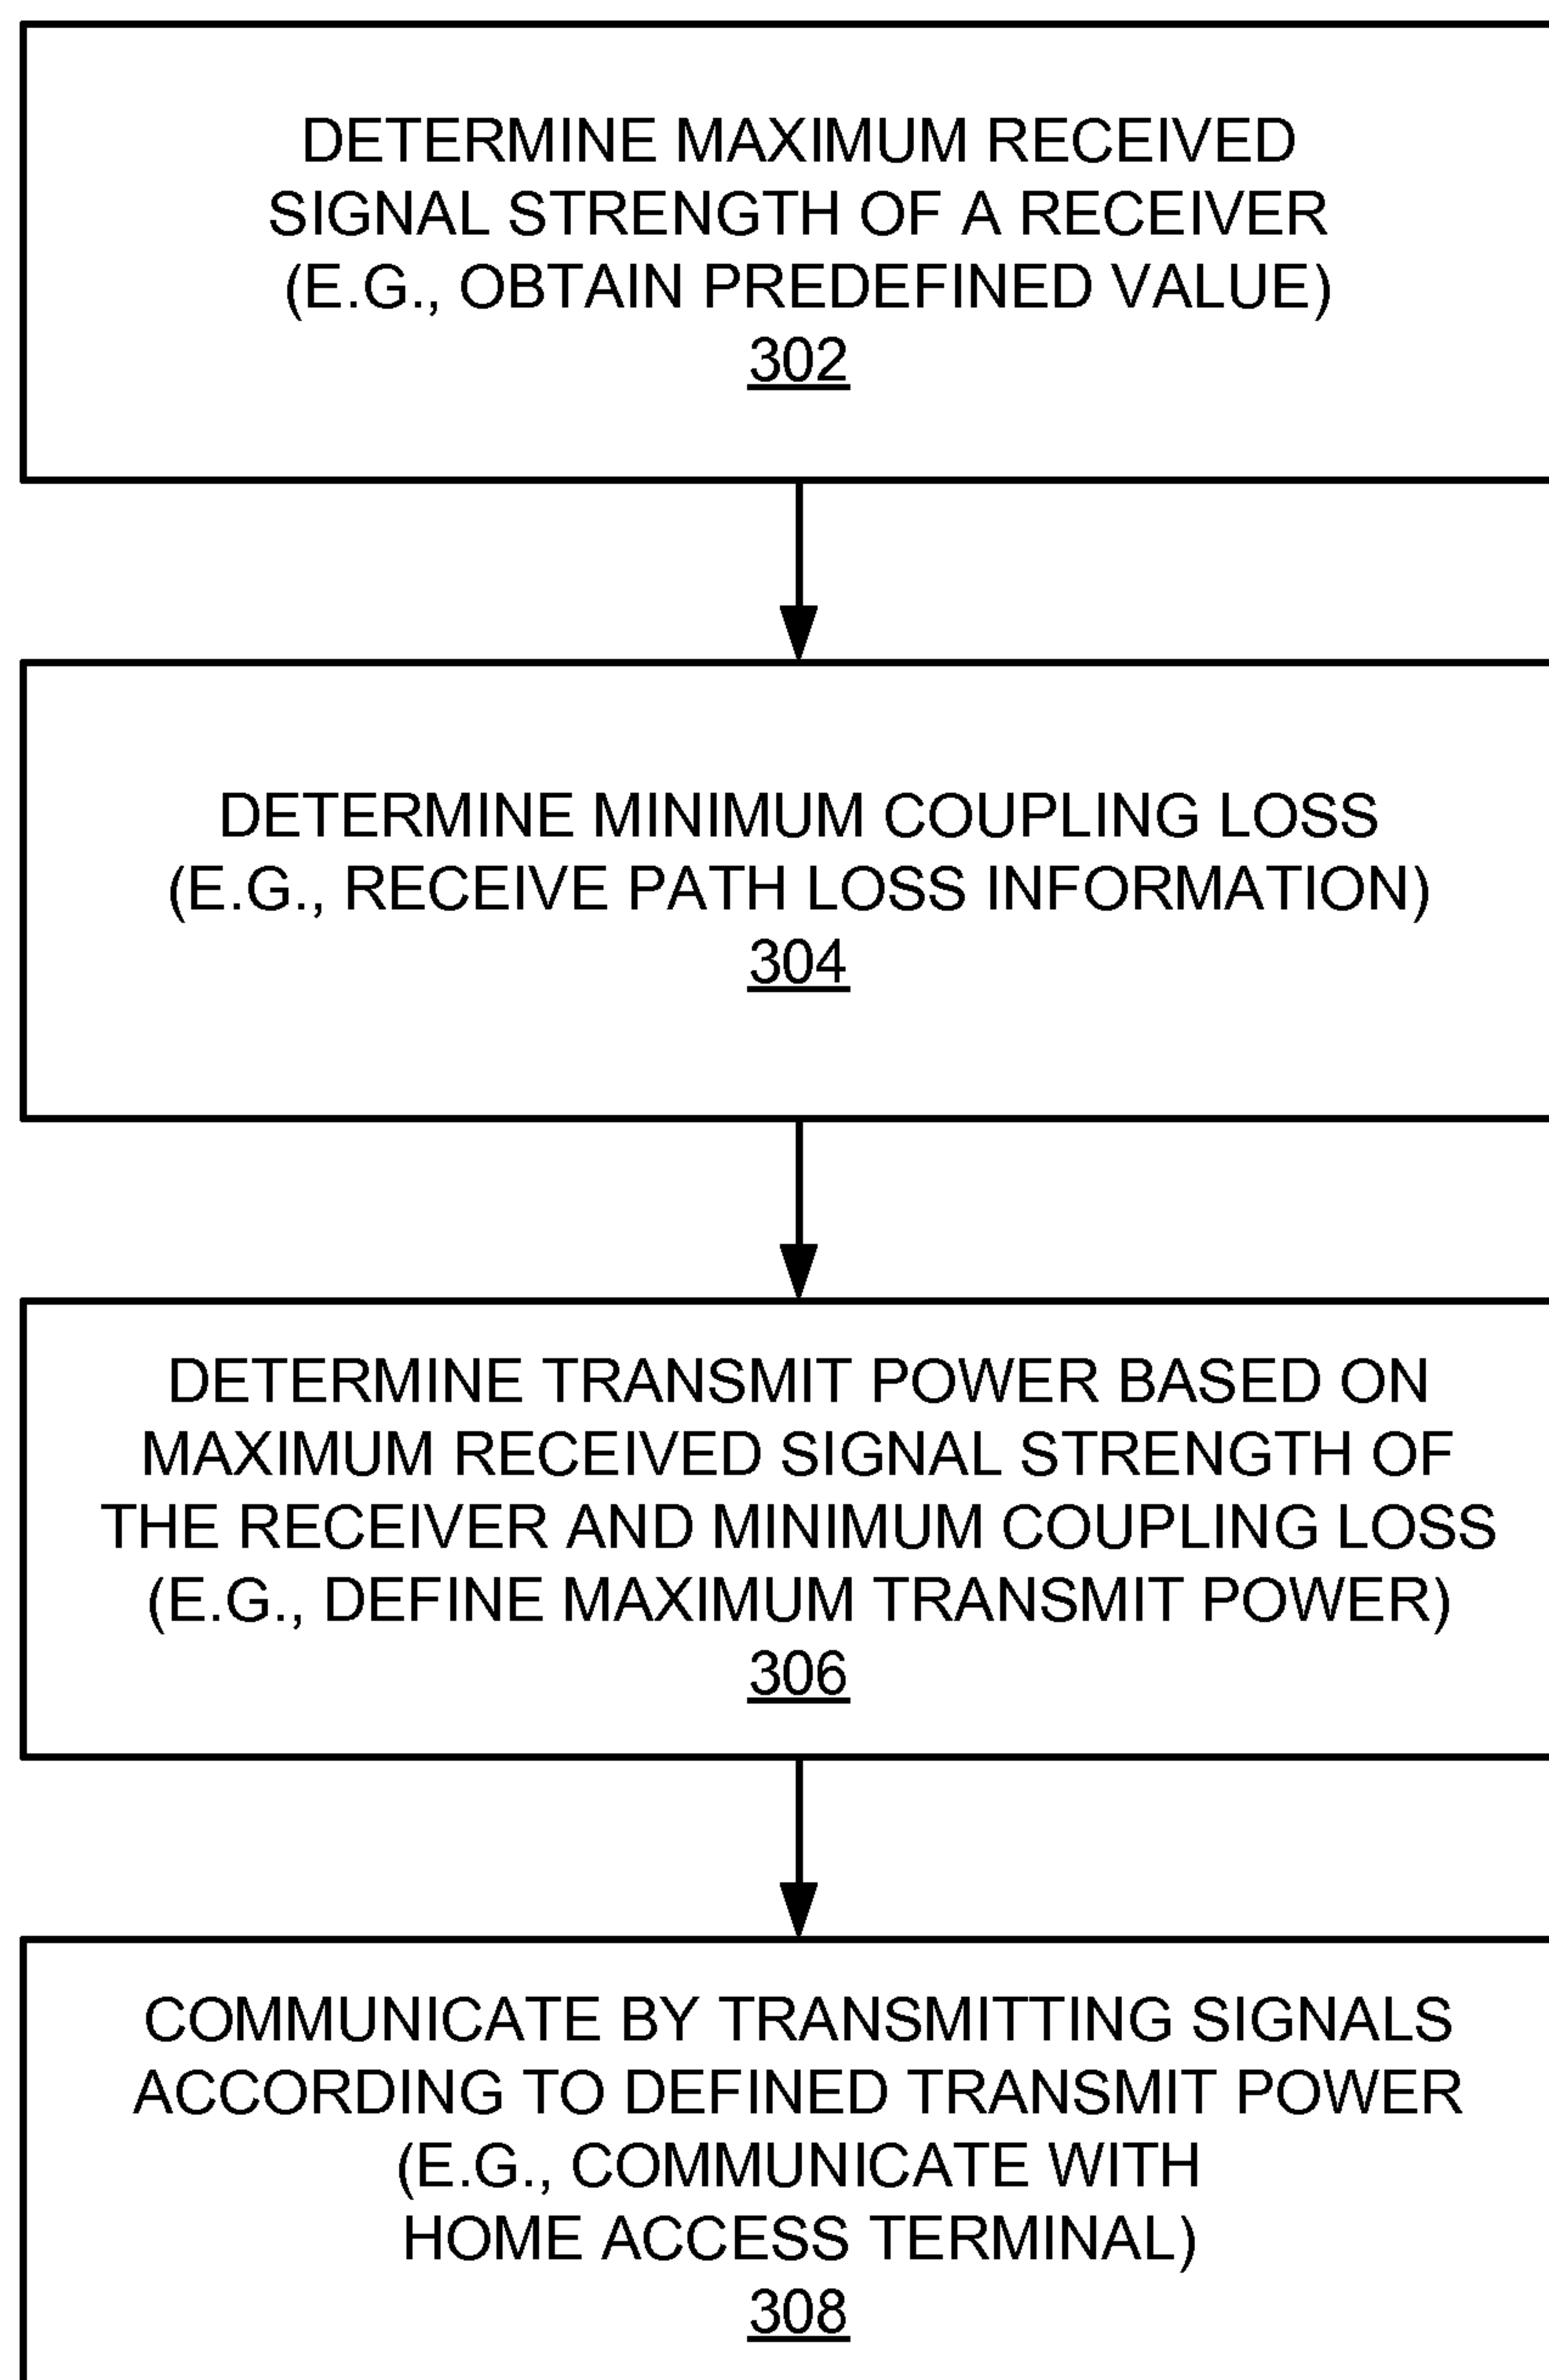 DETERMINE MAXIMUM RECEIVED
SIGNAL STRENGTH OF A RECEIVER
(E.G., OBTAIN PREDEFINED VALUE)
302
DETERMINE MINIMUM COUPLING LOSS
(E.G., RECEIVE PATH LOSS INFORMATION)
304
DETERMINE TRANSMIT POWER BASED ON
MAXIMUM RECEIVED SIGNAL STRENGTH OF
THE RECEIVER AND MINIMUM COUPLING LOSS
(E.G., DEFINE MAXIMUM TRANSMIT POWER)
306
COMMUNICATE BY TRANSMITTING SIGNALS
ACCORDING TO DEFINED TRANSMIT POWER
(E.G., COMMUNICATE WITH
HOME ACCESS TERMINAL)
308